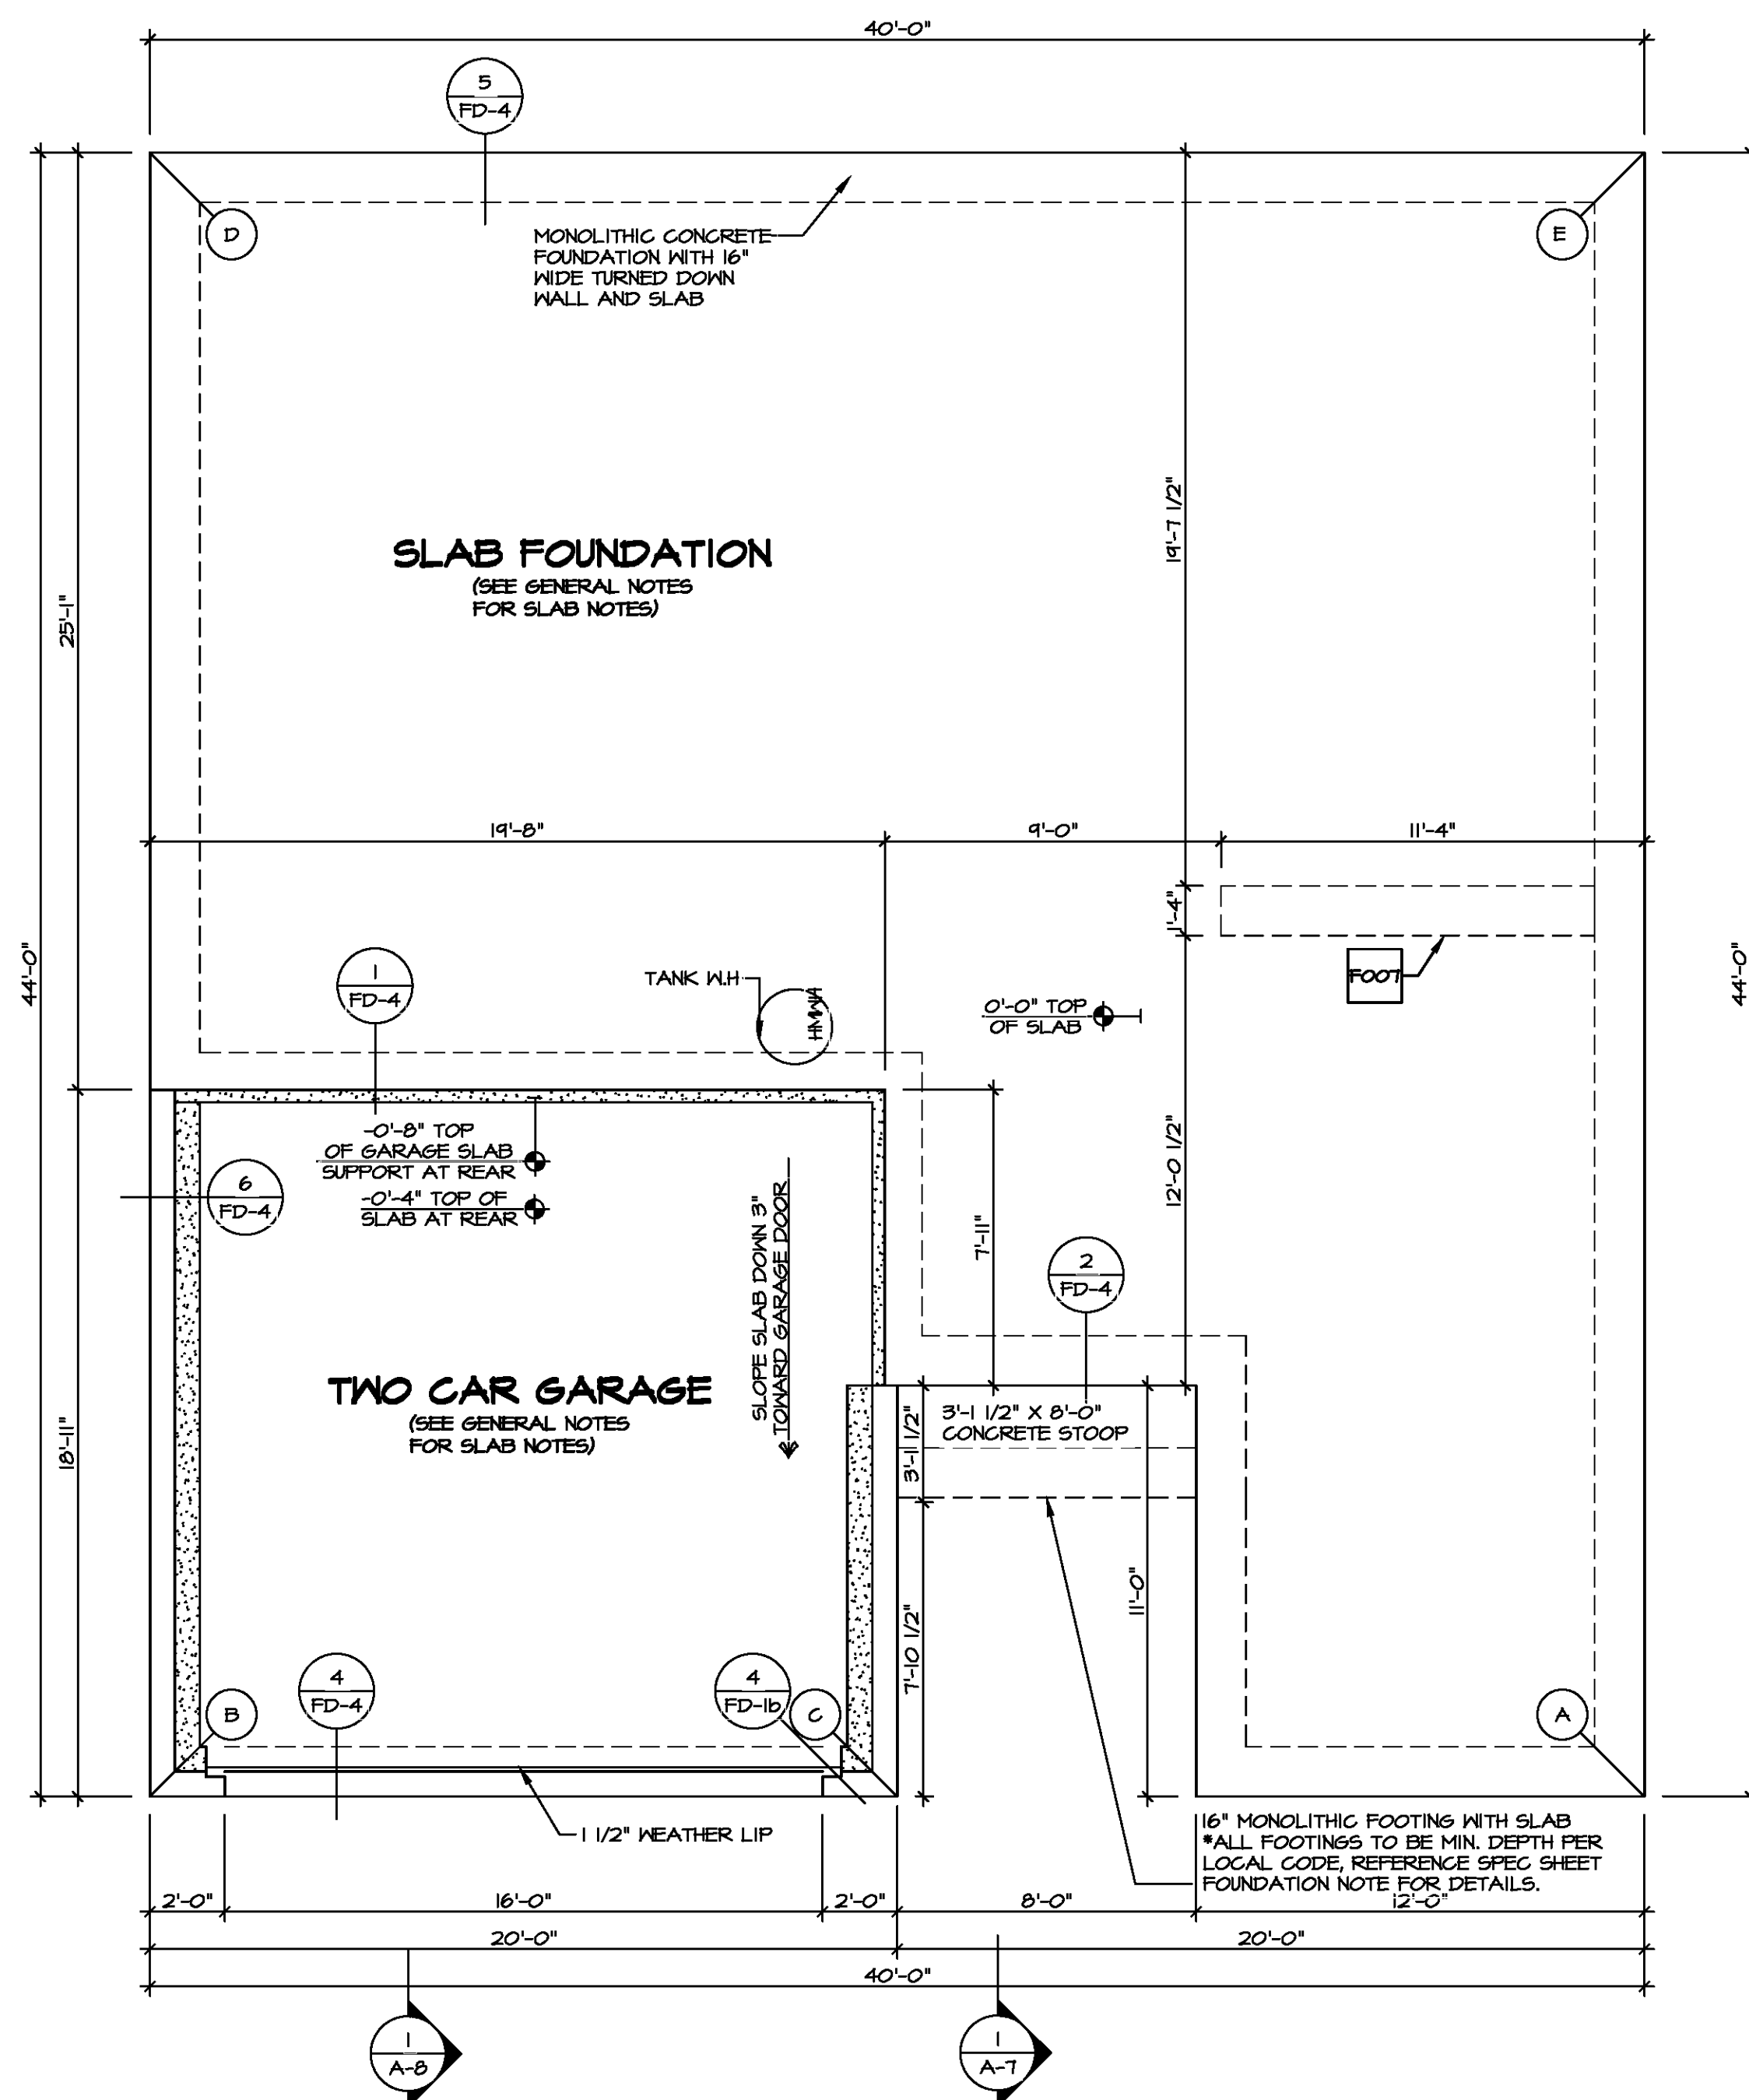 40'-0"
5
FD-4
D
E
MONOLITHIC CONCRETE
FOUNDATION WITH 16"
WIDE TURNED DOWN
WALL AND SLAB
19'-7 1/2"
SLAB FOUNDATION
(SEE GENERAL NOTES
FOR SLAB NOTES)
25'-1"
19'-8"
9'-0"
11'-4"
1'-4"
44'-0"
44'-0"
1
FD-4
TANK W.H
HMWH
0'-0" TOP
OF SLAB
FOOT
-0'-8" TOP
OF GARAGE SLAB
SUPPORT AT REAR
6
FD-4
-0'-4" TOP OF
SLAB AT REAR
SLOPE SLAB DOWN 3"
TOWARD GARAGE DOOR
7'-11"
12'-0 1/2"
2
FD-4
TWO CAR GARAGE
(SEE GENERAL NOTES
FOR SLAB NOTES)
18'-11"
3'-1 1/2"
3'-1 1/2" X 8'-0"
CONCRETE STOOP
7'-10 1/2"
11'-0"
B
4
FD-4
4
FD-1b
C
A
1 1/2" WEATHER LIP
16" MONOLITHIC FOOTING WITH SLAB
*ALL FOOTINGS TO BE MIN. DEPTH PER
LOCAL CODE, REFERENCE SPEC SHEET
FOUNDATION NOTE FOR DETAILS.
2'-0"
16'-0"
2'-0"
8'-0"
12'-0"
20'-0"
20'-0"
40'-0"
1
A-8
1
A-7